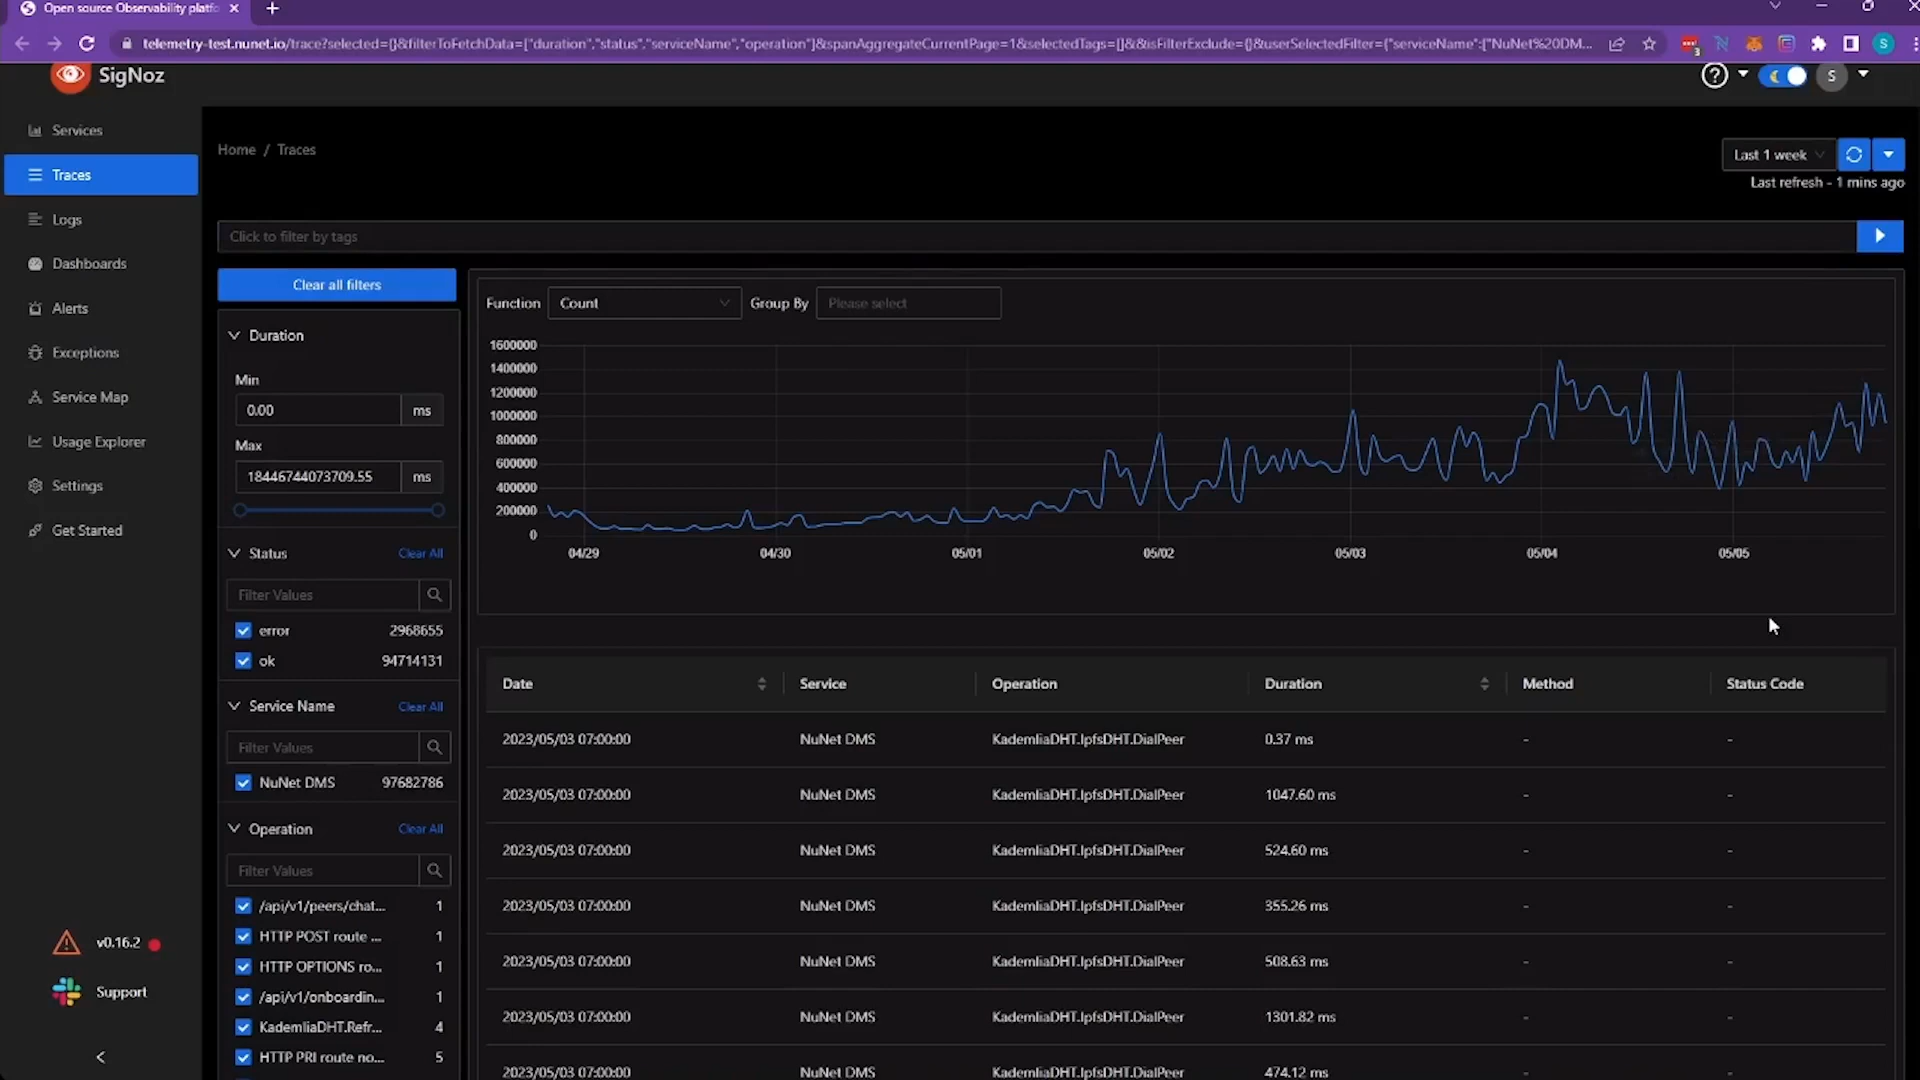 Open source Observability platfo
telemetry-test.nunet.io/trace?selected={}&filterToFetchData=["duration","status","serviceName","operation"]&spanAggregateCurrentPage=1&selectedTags=[]&&isFilterExclude={}&userSelectedFilter={"serviceName":["NuNet%20DM...
3
S
SigNoz
?
S
Services
Traces
Logs
Dashboards
Alerts
Exceptions
Service Map
Usage Explorer
Settings
Get Started
v0.16.2
Support
Home / Traces
Last 1 week
Last refresh - 1 mins ago
Click to filter by tags
Clear all filters
Duration
Min
0.00 ms
Max
18446744073709.55 ms
Status Clear All
Filter Values
error 2968655
ok 94714131
Service Name Clear All
Filter Values
NuNet DMS 97682786
Operation Clear All
Filter Values
/api/v1/peers/chat... 1
HTTP POST route ... 1
HTTP OPTIONS ro... 1
/api/v1/onboardin... 1
KademliaDHT.Refr... 4
HTTP PRI route no... 5
Function Count Group By Please select
1600000
1400000
1200000
1000000
800000
600000
400000
200000
0
04/29 04/30 05/01 05/02 05/03 05/04 05/05
Date Service Operation Duration Method Status Code
2023/05/03 07:00:00 NuNet DMS KademliaDHT.IpfsDHT.DialPeer 0.37 ms - -
2023/05/03 07:00:00 NuNet DMS KademliaDHT.IpfsDHT.DialPeer 1047.60 ms - -
2023/05/03 07:00:00 NuNet DMS KademliaDHT.IpfsDHT.DialPeer 524.60 ms - -
2023/05/03 07:00:00 NuNet DMS KademliaDHT.IpfsDHT.DialPeer 355.26 ms - -
2023/05/03 07:00:00 NuNet DMS KademliaDHT.IpfsDHT.DialPeer 508.63 ms - -
2023/05/03 07:00:00 NuNet DMS KademliaDHT.IpfsDHT.DialPeer 1301.82 ms - -
2023/05/03 07:00:00 NuNet DMS KademliaDHT.IpfsDHT.DialPeer 474.12 ms - -